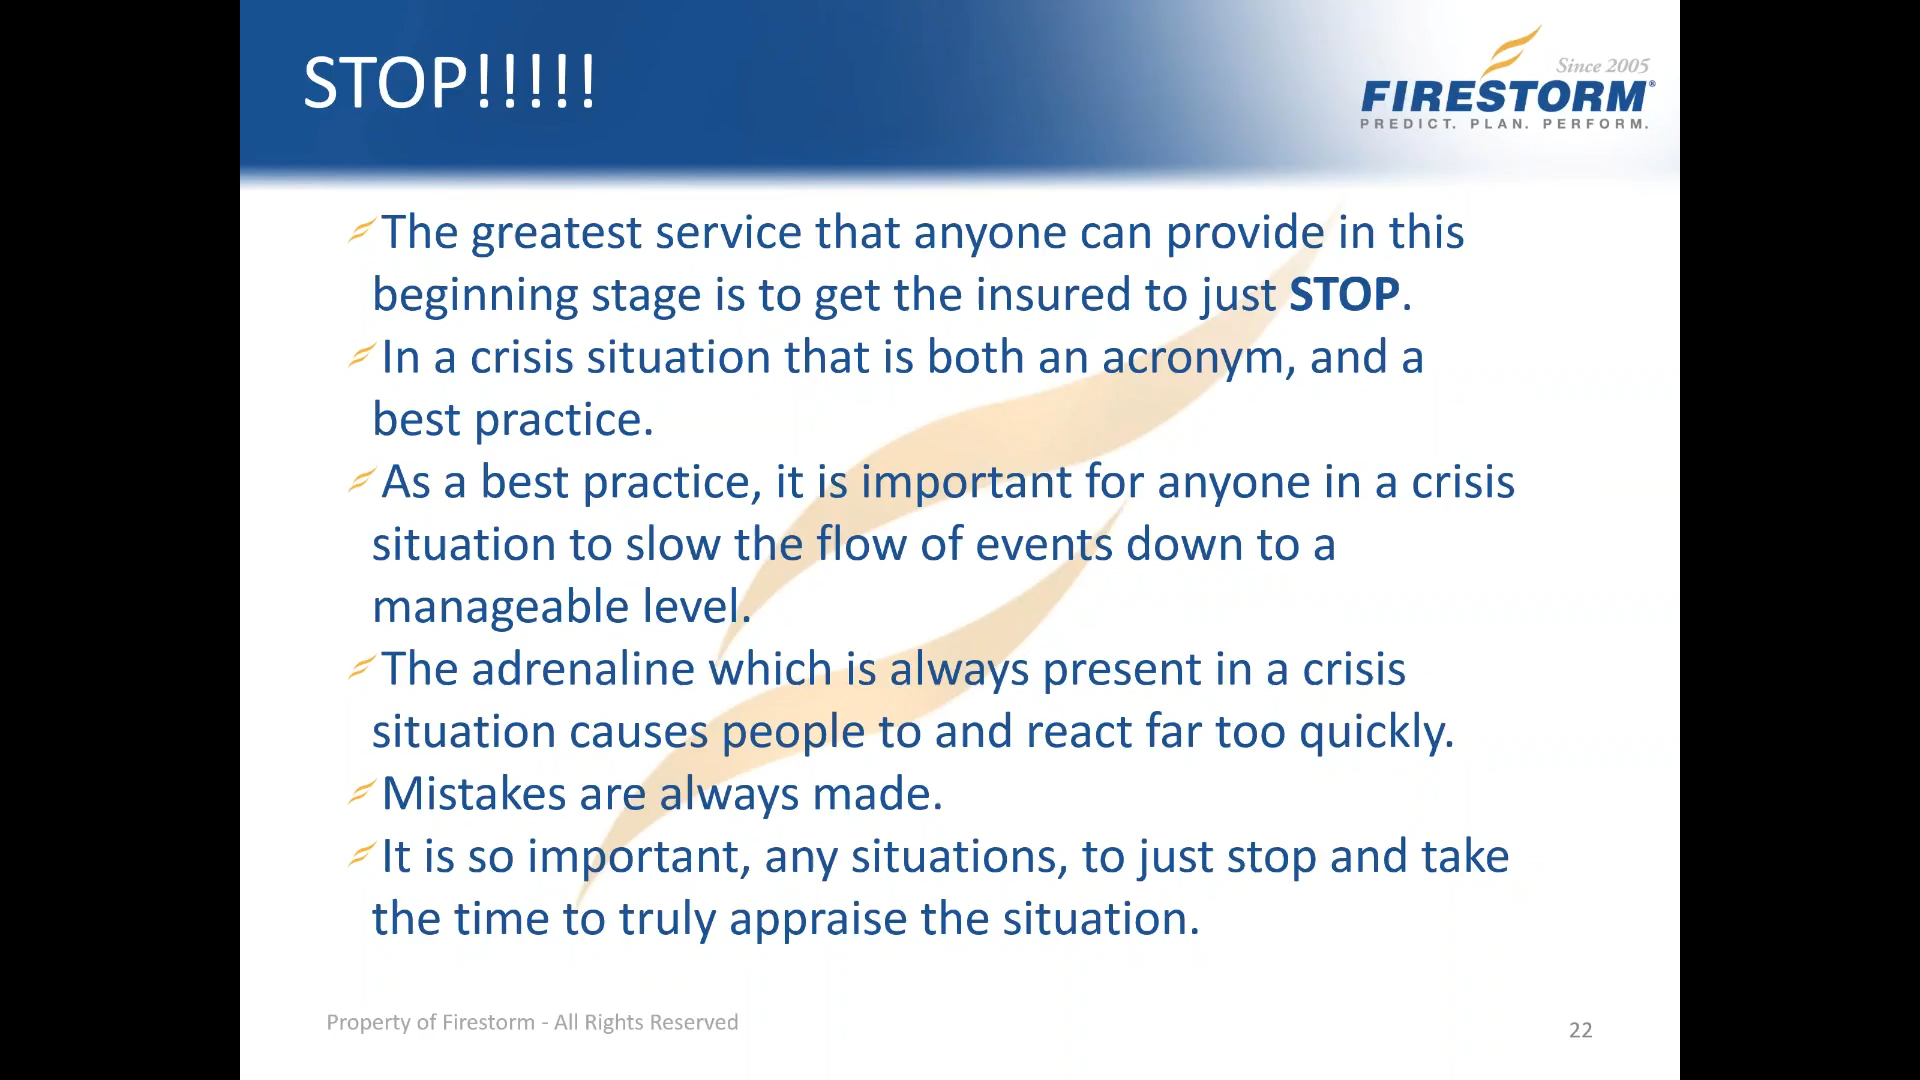 STOP!!!!!
Since 2005
FIRESTORM®
PREDICT. PLAN. PERFORM.
The greatest service that anyone can provide in this
beginning stage is to get the insured to just STOP.
In a crisis situation that is both an acronym, and a
best practice.
As a best practice, it is important for anyone in a crisis
situation to slow the flow of events down to a
manageable level.
The adrenaline which is always present in a crisis
situation causes people to and react far too quickly.
Mistakes are always made.
It is so important, any situations, to just stop and take
the time to truly appraise the situation.
Property of Firestorm - All Rights Reserved
22